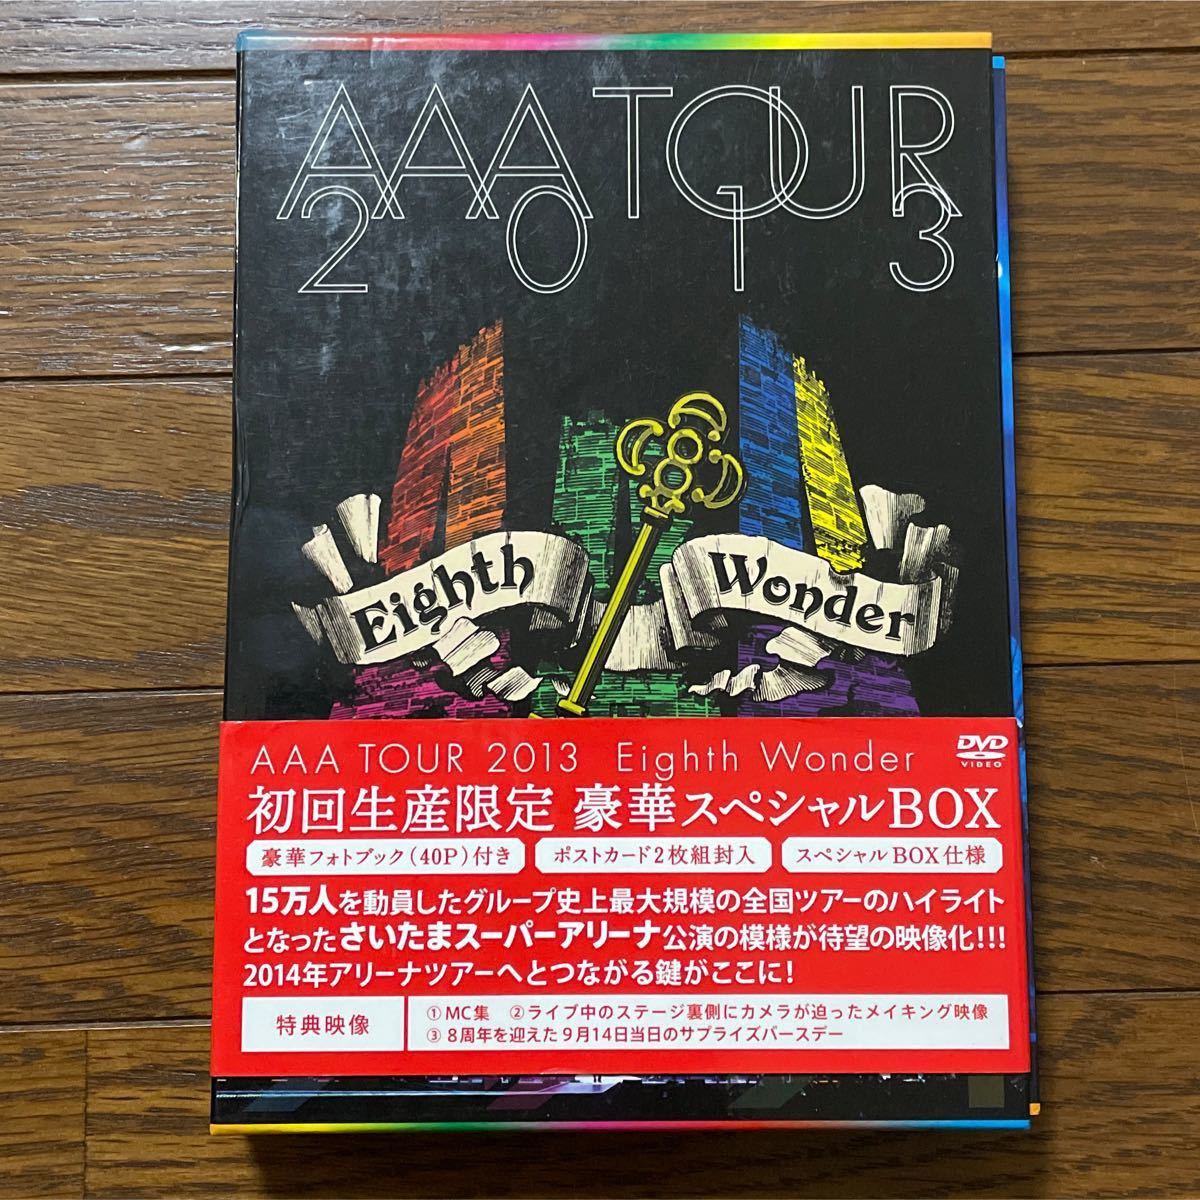 AAA TOUR
2013
Eighth Wonder
AAA TOUR 2013 Eighth Wonder
DVD
VIDEO
初回生産限定 豪華スペシャルBOX
豪華フォトブック(40P)付き ポストカード2枚組封入 スペシャルBOX仕様
15万人を動員したグループ史上最大規模の全国ツアーのハイライト
となったさいたまスーパーアリーナ公演の模様が待望の映像化!!!
2014年アリーナツアーへとつながる鍵がここに!
特典映像
①MC集 ②ライブ中のステージ裏側にカメラが迫ったメイキング映像
③8周年を迎えた9月14日当日のサプライズバースデー